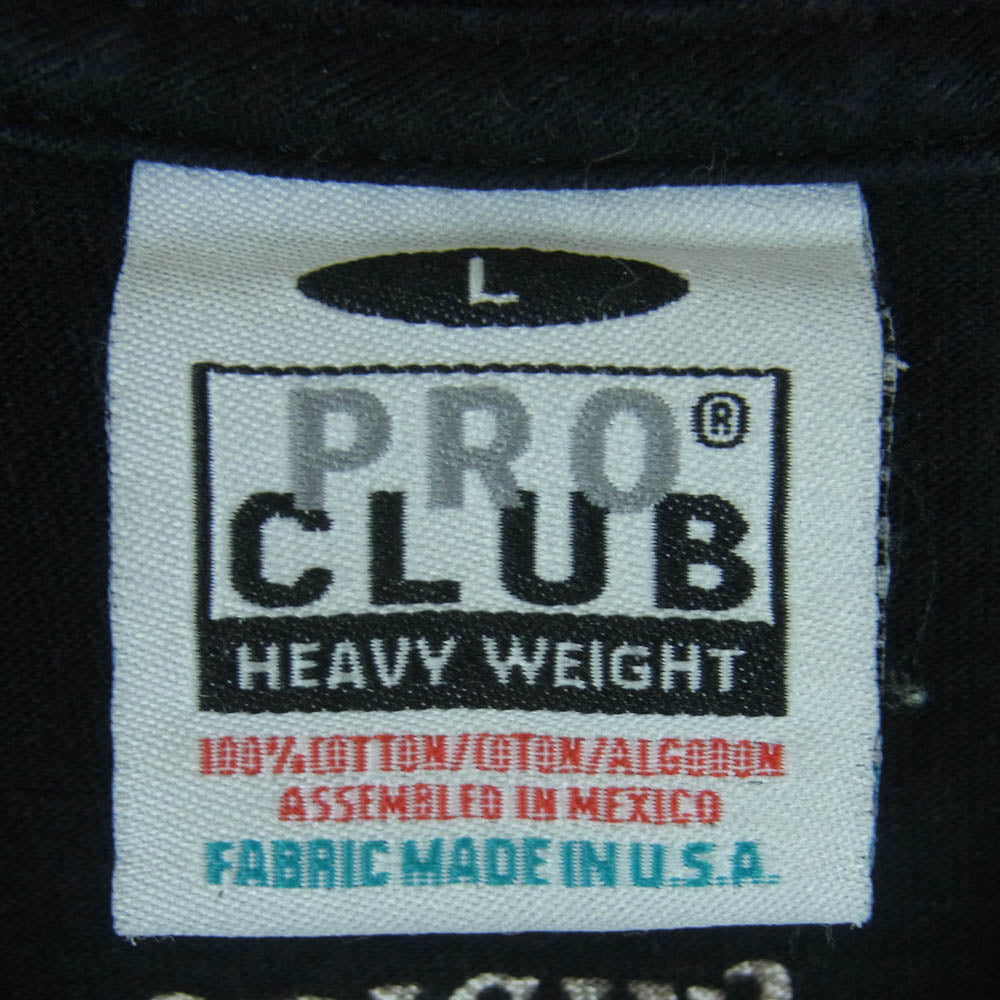 L
PRO®
CLUB
HEAVY WEIGHT
100%COTTON/COTON/ALGODON
ASSEMBLED IN MEXICO
FABRIC MADE IN U.S.A.